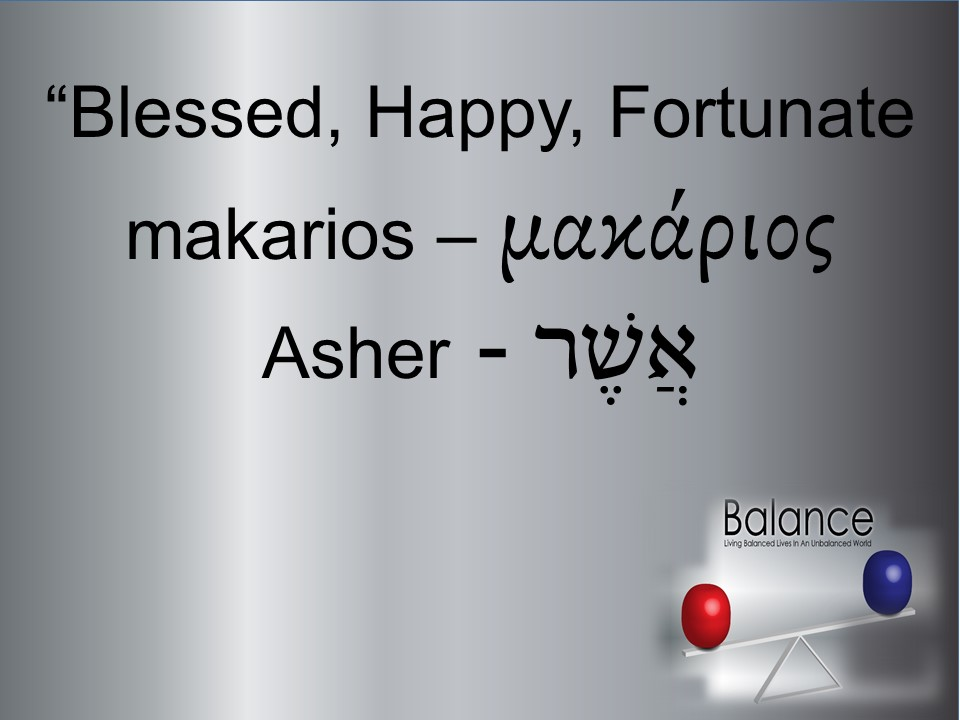 “Blessed, Happy, Fortunate
makarios – μακάριος
Asher - אֲשֶׁר
Balance
Living Balanced Lives In An Unbalanced World